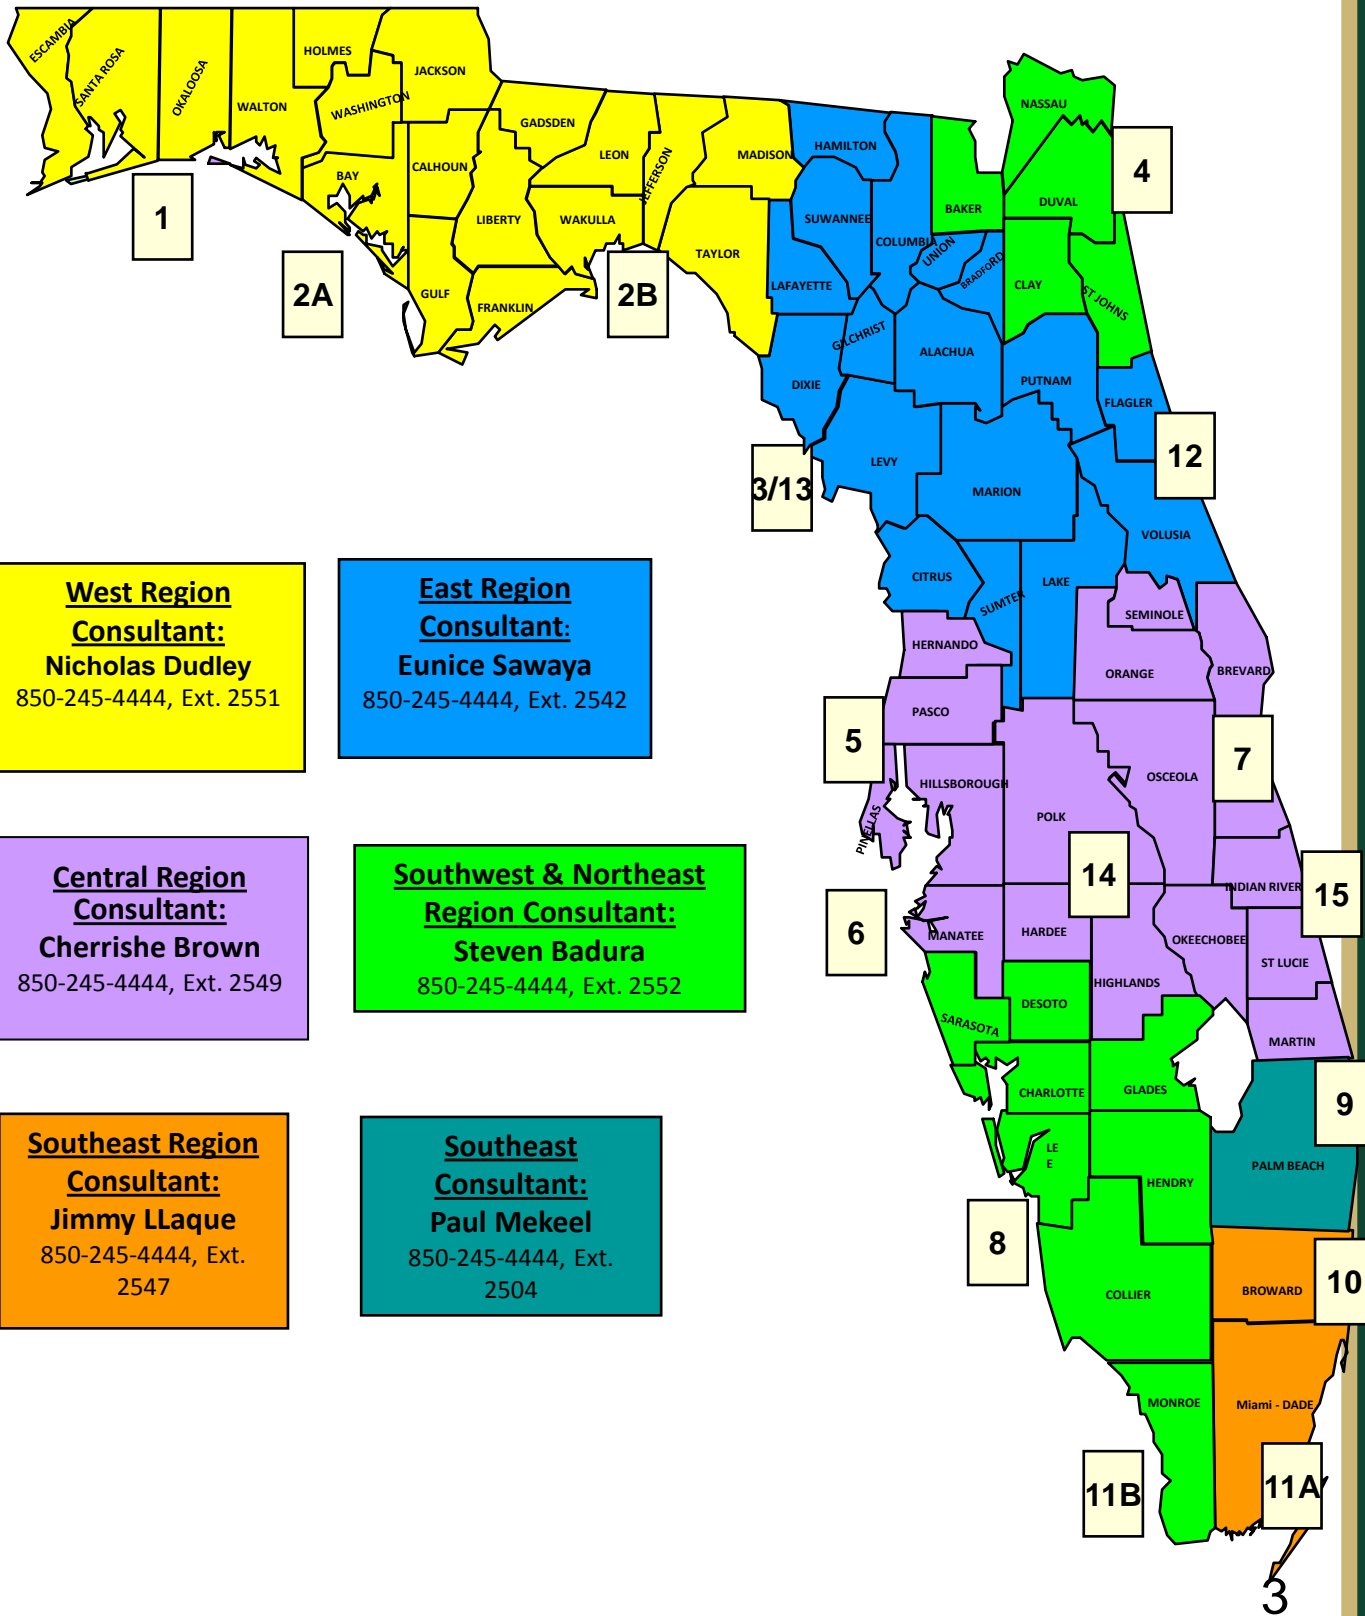 ESCAMBIA
SANTA ROSA
OKALOOSA
WALTON
HOLMES
WASHINGTON
JACKSON
BAY
CALHOUN
GULF
GADSDEN
LIBERTY
FRANKLIN
LEON
WAKULLA
JEFFERSON
MADISON
TAYLOR
HAMILTON
SUWANNEE
LAFAYETTE
COLUMBIA
UNION
BRADFORD
BAKER
NASSAU
DUVAL
CLAY
ST JOHNS
GILCHRIST
DIXIE
ALACHUA
PUTNAM
FLAGLER
LEVY
MARION
VOLUSIA
CITRUS
SUMTER
LAKE
SEMINOLE
HERNANDO
ORANGE
BREVARD
PASCO
HILLSBOROUGH
PINELLAS
POLK
OSCEOLA
INDIAN RIVER
MANATEE
HARDEE
HIGHLANDS
OKEECHOBEE
ST LUCIE
SARASOTA
DESOTO
MARTIN
CHARLOTTE
GLADES
LE
E
HENDRY
PALM BEACH
COLLIER
BROWARD
MONROE
Miami - DADE
1
2A
2B
4
3/13
12
5
7
14
6
15
9
8
10
11B
11A
West Region
Consultant:
Nicholas Dudley
850-245-4444, Ext. 2551
East Region
Consultant:
Eunice Sawaya
850-245-4444, Ext. 2542
Central Region
Consultant:
Cherrishe Brown
850-245-4444, Ext. 2549
Southwest & Northeast
Region Consultant:
Steven Badura
850-245-4444, Ext. 2552
Southeast Region
Consultant:
Jimmy LLaque
850-245-4444, Ext.
2547
Southeast
Consultant:
Paul Mekeel
850-245-4444, Ext.
2504
3